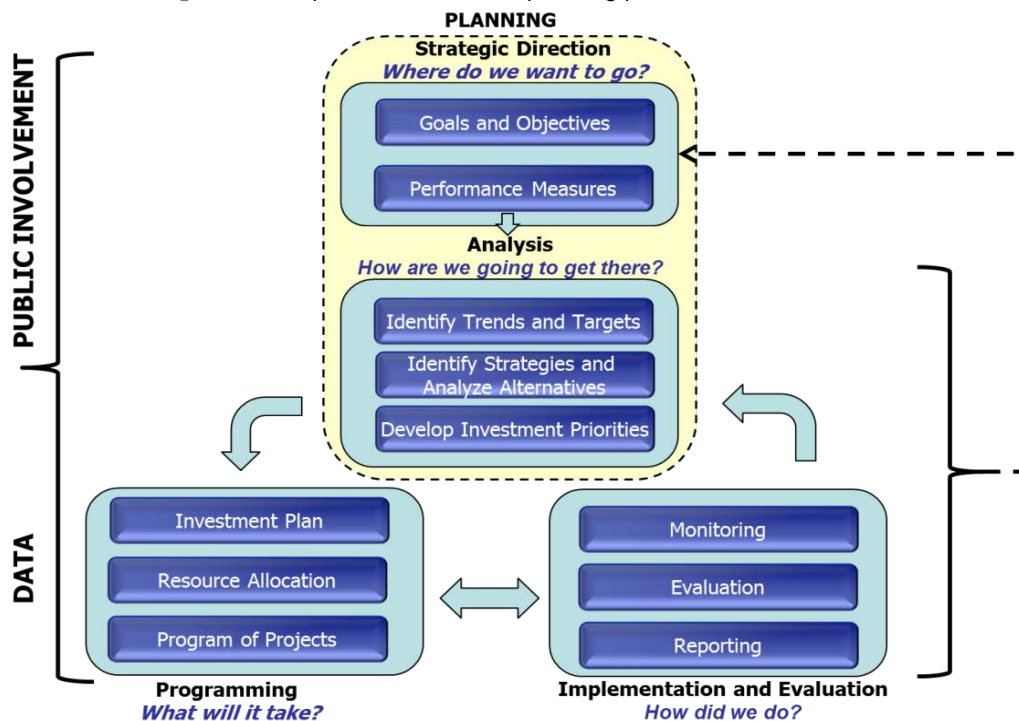 PLANNING
Strategic Direction
Where do we want to go?
Goals and Objectives
Performance Measures
Analysis
How are we going to get there?
Identify Trends and Targets
Identify Strategies and
Analyze Alternatives
Develop Investment Priorities
PUBLIC INVOLVEMENT
DATA
Investment Plan
Resource Allocation
Program of Projects
Programming
What will it take?
Monitoring
Evaluation
Reporting
Implementation and Evaluation
How did we do?